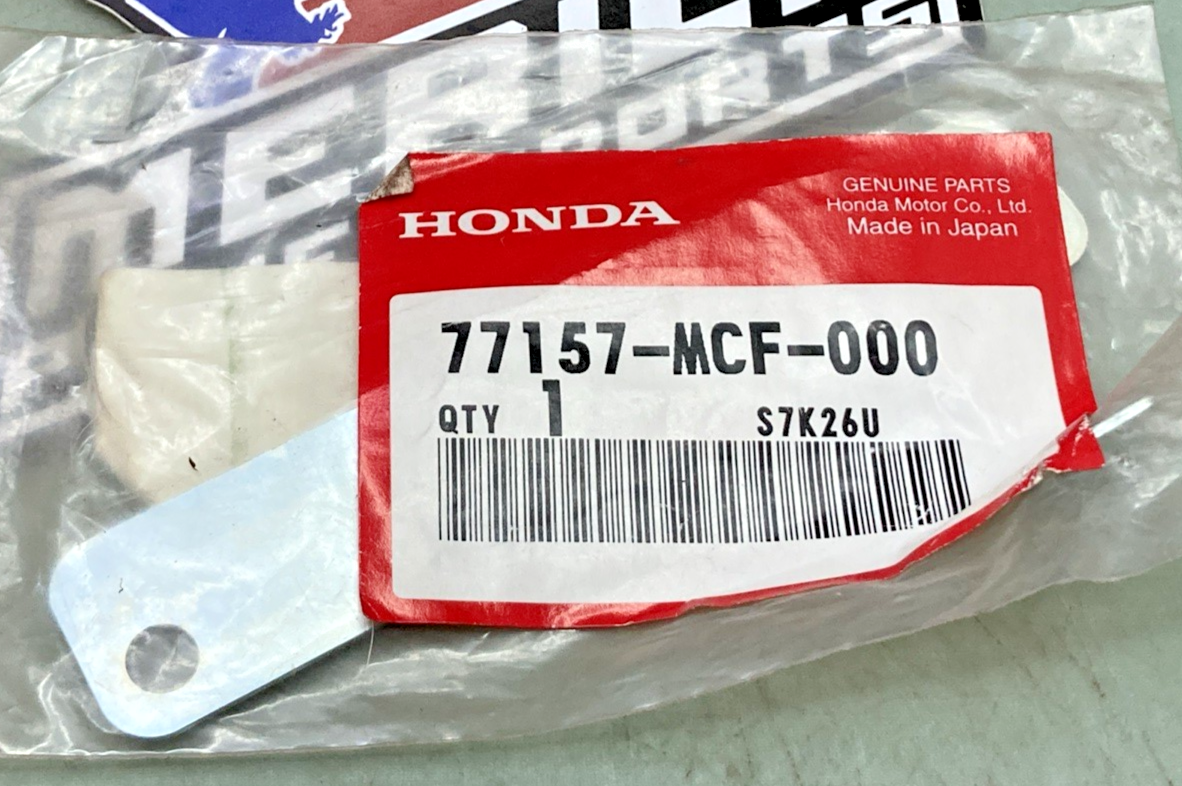 HONDA
GENUINE PARTS
Honda Motor Co., Ltd.
Made in Japan
77157-MCF-000
QTY 1 S7K26U